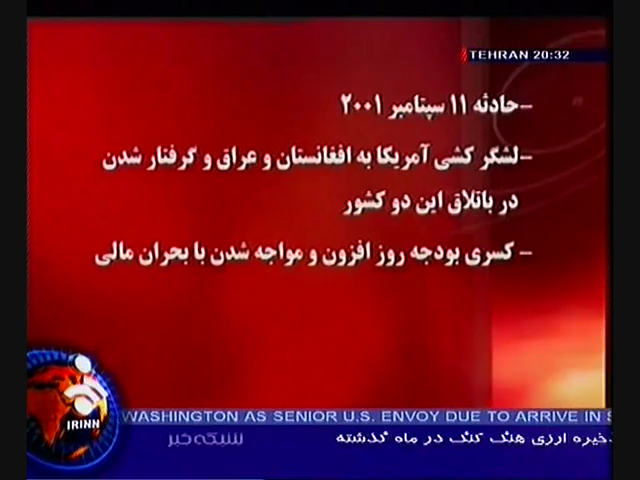 TEHRAN 20:32
-حادثه ۱۱ سپتامبر ۲۰۰۱
-لشگر کشی آمریکا به افغانستان و عراق و گرفتار شدن
در باتلاق این دو کشور
- کسری بودجه روز افزون و مواجه شدن با بحران مالی
IRINN
WASHINGTON AS SENIOR U.S. ENVOY DUE TO ARRIVE IN S
شبکه خبر
ذخیره ارزی هنگ کنگ در ماه گذشته